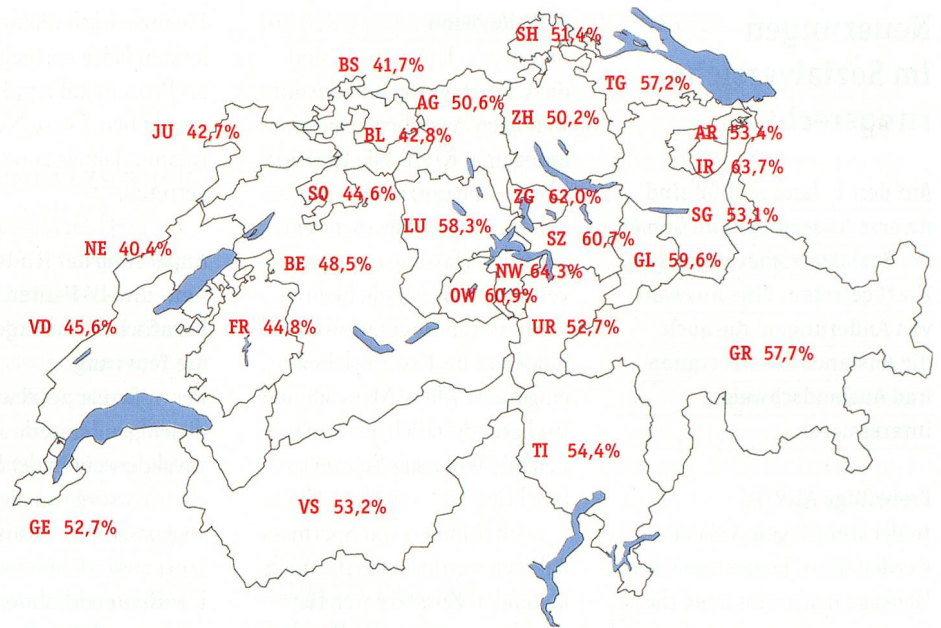 SH 51,4%
BS 41,7%
TG 57,2%
AG 50,6%
ZH 50,2%
JU 42,7%
BL 42,8%
AR 53,4%
IR 63,7%
SO 44,6%
ZG 62,0%
SG 53,1%
LU 58,3%
SZ 60,7%
NE 40,4%
BE 48,5%
GL 59,6%
NW 64,3%
OW 60,9%
VD 45,6%
FR 44,8%
UR 52,7%
GR 57,7%
TI 54,4%
VS 53,2%
GE 52,7%